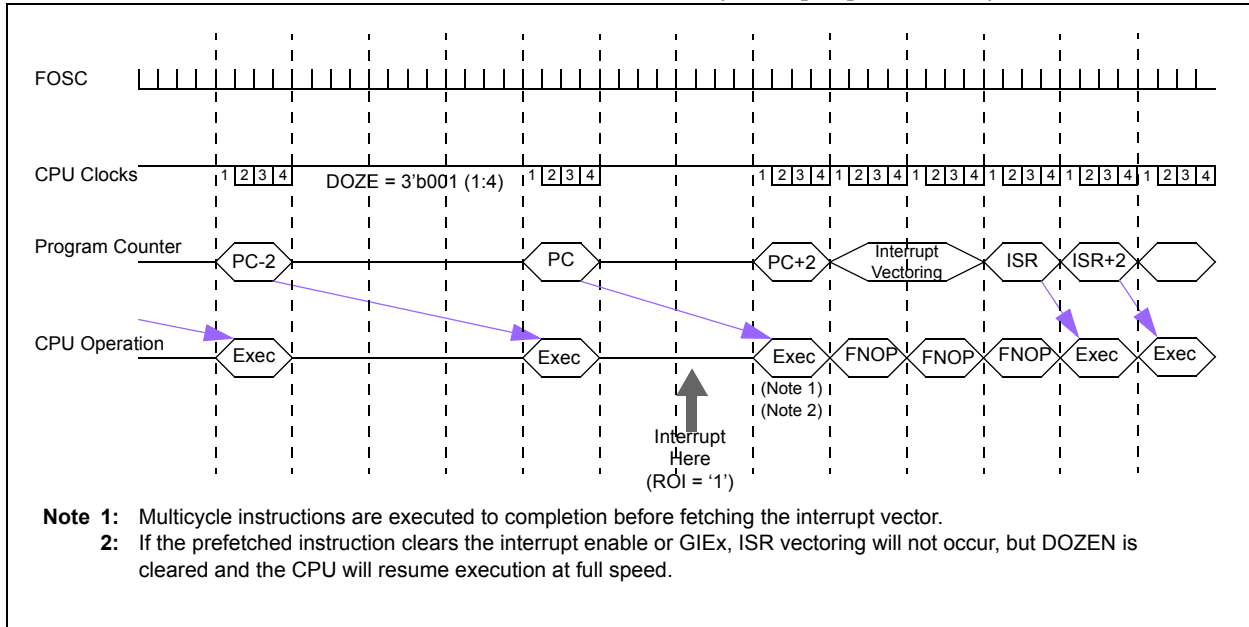 FOSC
CPU Clocks
1 2 3 4
DOZE = 3'b001 (1:4)
1 2 3 4
1 2 3 4 1 2 3 4 1 2 3 4 1 2 3 4 1 2 3 4 1 2 3 4
Program Counter
PC-2
PC
PC+2
Interrupt
Vectoring
ISR
ISR+2
CPU Operation
Exec
Exec
Exec
FNOP
FNOP
FNOP
Exec
Exec
(Note 1)
(Note 2)
Interrupt
Here
(ROI = ‘1’)
Note 1: Multicycle instructions are executed to completion before fetching the interrupt vector.
2: If the prefetched instruction clears the interrupt enable or GIEx, ISR vectoring will not occur, but DOZEN is
cleared and the CPU will resume execution at full speed.